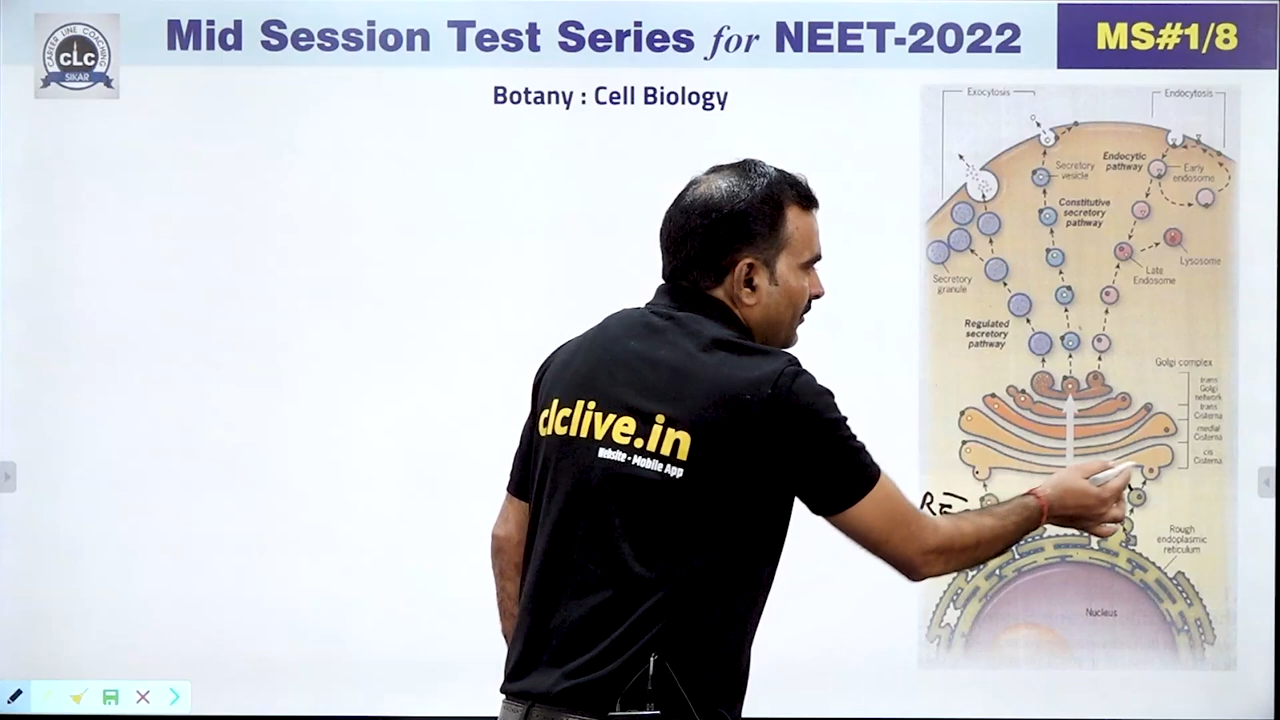 CAREER LINE COACHING
CLC
SIKAR
Mid Session Test Series for NEET-2022
MS#1/8
Botany : Cell Biology
Exocytosis
Endocytosis
Secretory
vesicle
Endocytic
pathway
Early
endosome
Constitutive
secretory
pathway
Lysosome
Late
Endosome
Secretory
granule
Regulated
secretory
pathway
Golgi complex
trans
Golgi
network
trans
Cisterna
medial
Cisterna
cis
Cisterna
Rough
endoplasmic
reticulum
Nucleus
clclive.in
Website - Mobile App